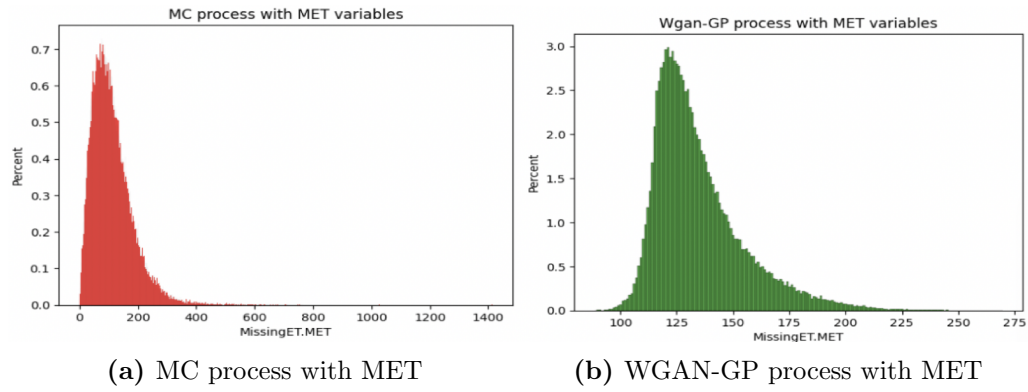 MC process with MET variables
Percent
0.7
0.6
0.5
0.4
0.3
0.2
0.1
0.0
0 200 400 600 800 1000 1200 1400
MissingET.MET
(a) MC process with MET
Wgan-GP process with MET variables
Percent
3.0
2.5
2.0
1.5
1.0
0.5
0.0
100 125 150 175 200 225 250 275
MissingET.MET
(b) WGAN-GP process with MET